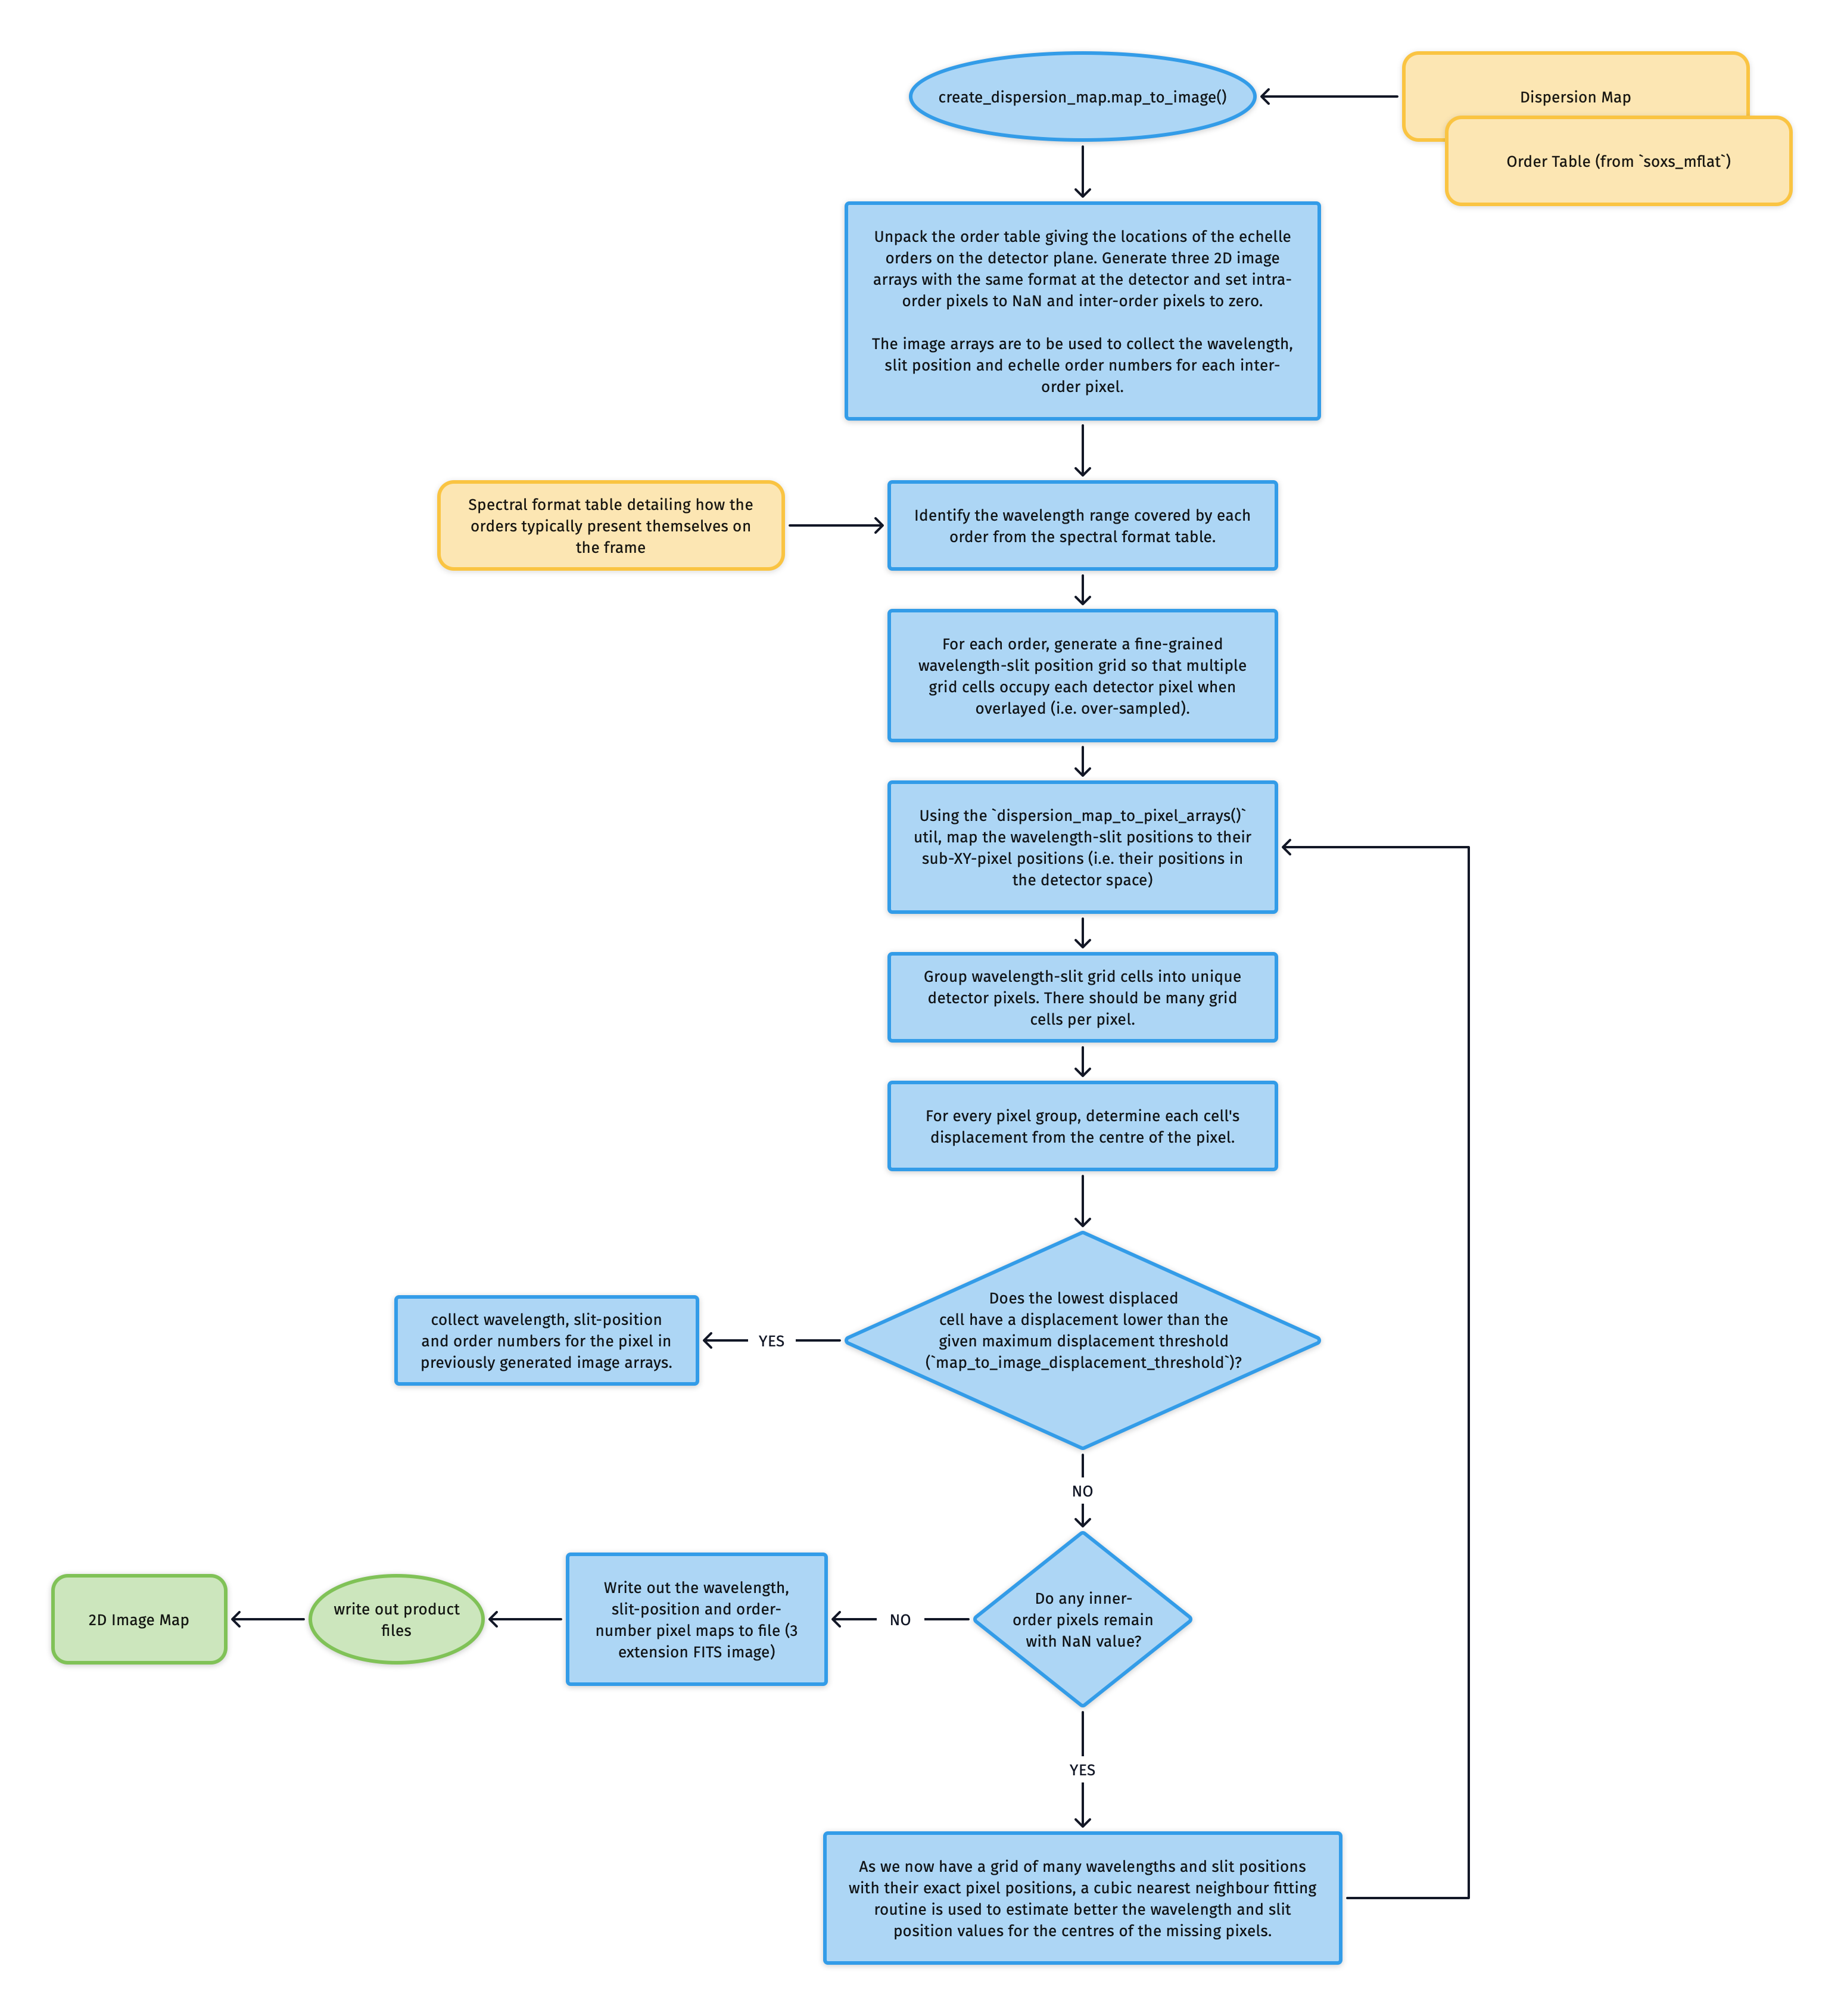 create_dispersion_map.map_to_image()
Dispersion Map
Order Table (from `soxs_mflat`)
Unpack the order table giving the locations of the echelle
orders on the detector plane. Generate three 2D image
arrays with the same format at the detector and set intra-
order pixels to NaN and inter-order pixels to zero.
The image arrays are to be used to collect the wavelength,
slit position and echelle order numbers for each inter-
order pixel.
Spectral format table detailing how the
orders typically present themselves on
the frame
Identify the wavelength range covered by each
order from the spectral format table.
For each order, generate a fine-grained
wavelength-slit position grid so that multiple
grid cells occupy each detector pixel when
overlayed (i.e. over-sampled).
Using the `dispersion_map_to_pixel_arrays()`
util, map the wavelength-slit positions to their
sub-XY-pixel positions (i.e. their positions in
the detector space)
Group wavelength-slit grid cells into unique
detector pixels. There should be many grid
cells per pixel.
For every pixel group, determine each cell's
displacement from the centre of the pixel.
Does the lowest displaced
cell have a displacement lower than the
given maximum displacement threshold
(`map_to_image_displacement_threshold`)?
YES
collect wavelength, slit-position
and order numbers for the pixel in
previously generated image arrays.
NO
Do any inner-
order pixels remain
with NaN value?
NO
Write out the wavelength,
slit-position and order-
number pixel maps to file (3
extension FITS image)
write out product
files
2D Image Map
YES
As we now have a grid of many wavelengths and slit positions
with their exact pixel positions, a cubic nearest neighbour fitting
routine is used to estimate better the wavelength and slit
position values for the centres of the missing pixels.